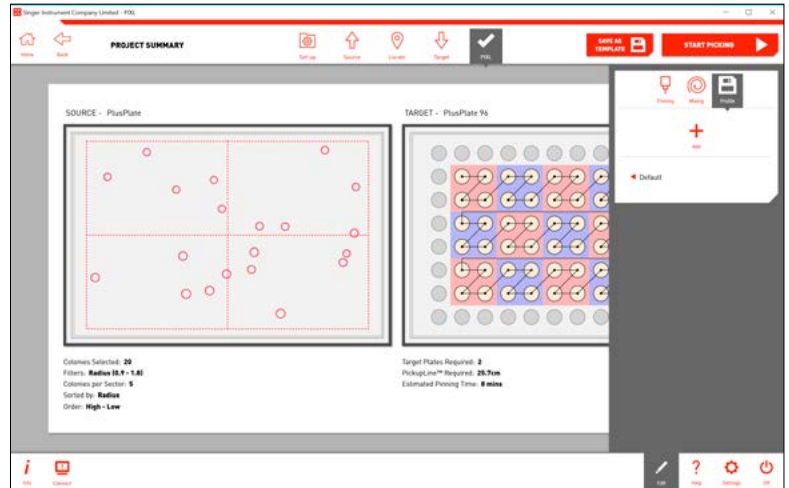 Singer Instrument Company Limited - PIXL
Home
Back
PROJECT SUMMARY
Set up
Source
Locate
Target
PIXL
SAVE AS
TEMPLATE
START PICKING
SOURCE - PlusPlate
TARGET - PlusPlate 96
Pinning
Mixing
Profile
Add
Default
Colonies Selected: 20
Filters: Radius (0.9 - 1.8)
Colonies per Sector: 5
Sorted by: Radius
Order: High - Low
Target Plates Required: 2
PickupLine™ Required: 25.7cm
Estimated Pinning Time: 8 mins
Info
Connect
Edit
Help
Settings
Off